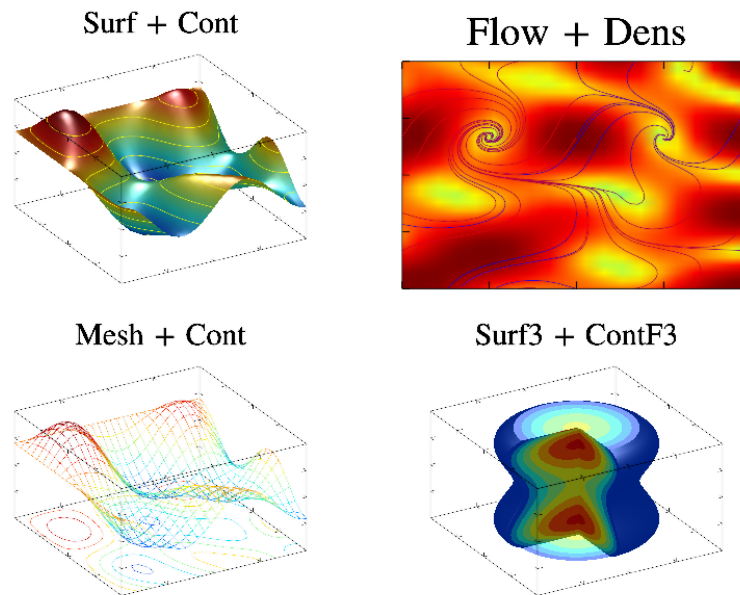 Surf + Cont
Flow + Dens
Mesh + Cont
Surf3 + ContF3